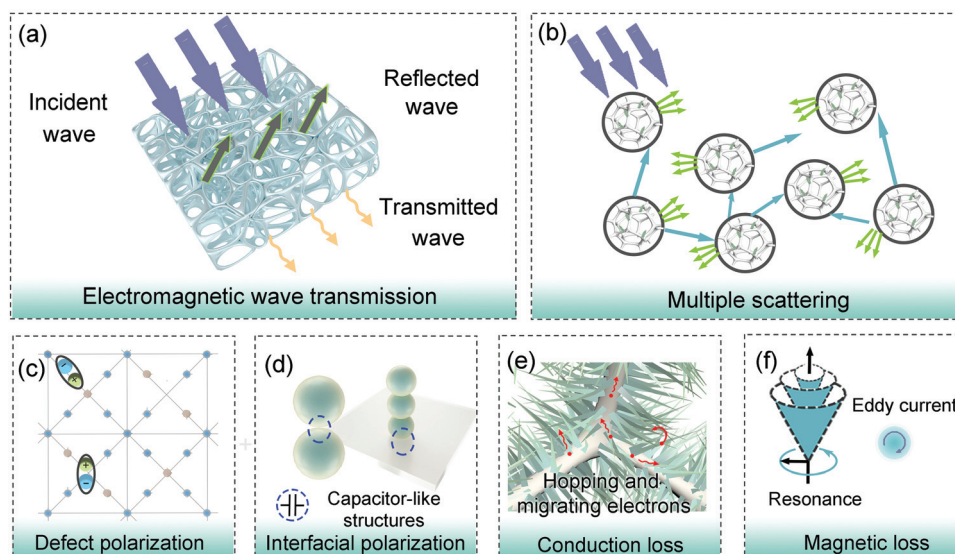 (a)
Incident
wave
Reflected
wave
Transmitted
wave
Electromagnetic wave transmission
(b)
Multiple scattering
(c)
-
+
+
-
Defect polarization
(d)
Capacitor-like
structures
Interfacial polarization
(e)
Hopping and
migrating electrons
Conduction loss
(f)
Eddy current
Resonance
Magnetic loss